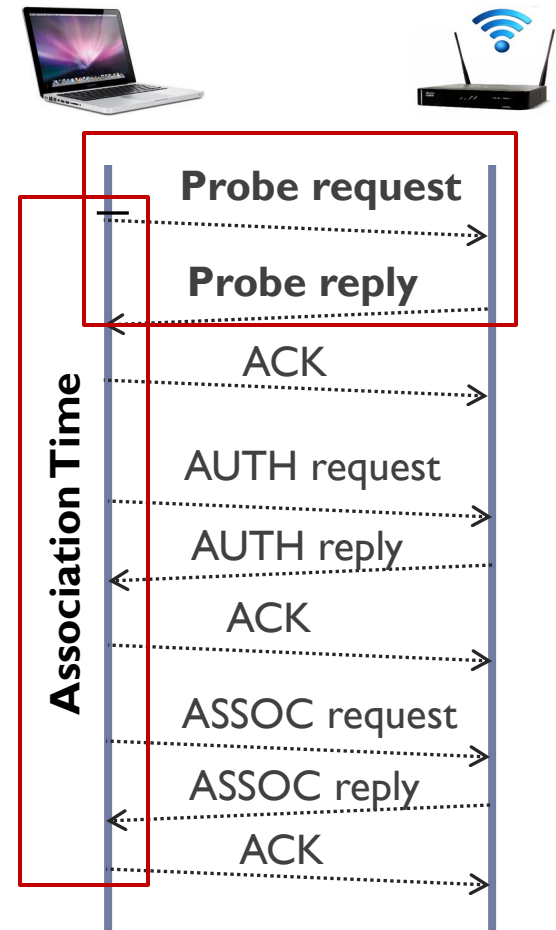 Probe request
Probe reply
ACK
AUTH request
AUTH reply
ACK
ASSOC request
ASSOC reply
ACK
Association Time